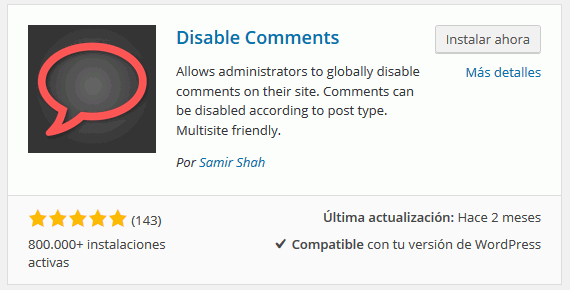 Disable Comments
Instalar ahora
Más detalles
Allows administrators to globally disable
comments on their site. Comments can
be disabled according to post type.
Multisite friendly.
Por Samir Shah
(143)
800.000+ instalaciones
activas
Última actualización: Hace 2 meses
Compatible con tu versión de WordPress